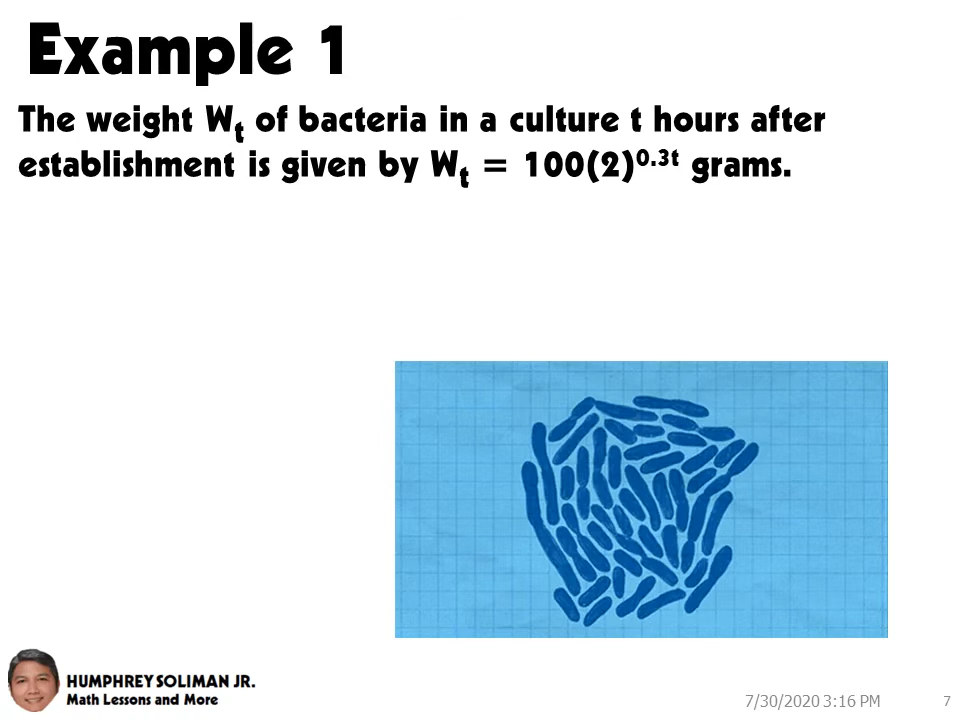 Example 1
The weight Wₜ of bacteria in a culture t hours after
establishment is given by Wₜ = 100(2)⁰·³ᵗ grams.
HUMPHREY SOLIMAN JR.
Math Lessons and More
7/30/2020 3:16 PM
7